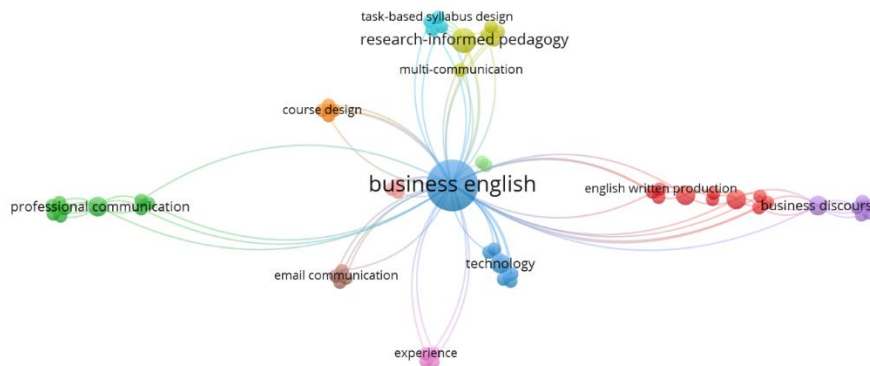 task-based syllabus design
research-informed pedagogy
multi-communication
course design
business english
english written production
professional communication
business discours
technology
email communication
experience